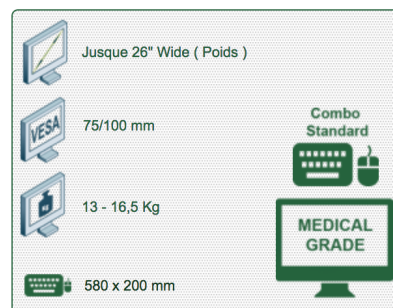 Jusque 26" Wide ( Poids )
VESA
75/100 mm
13 - 16,5 Kg
580 x 200 mm
Combo
Standard
MEDICAL
GRADE